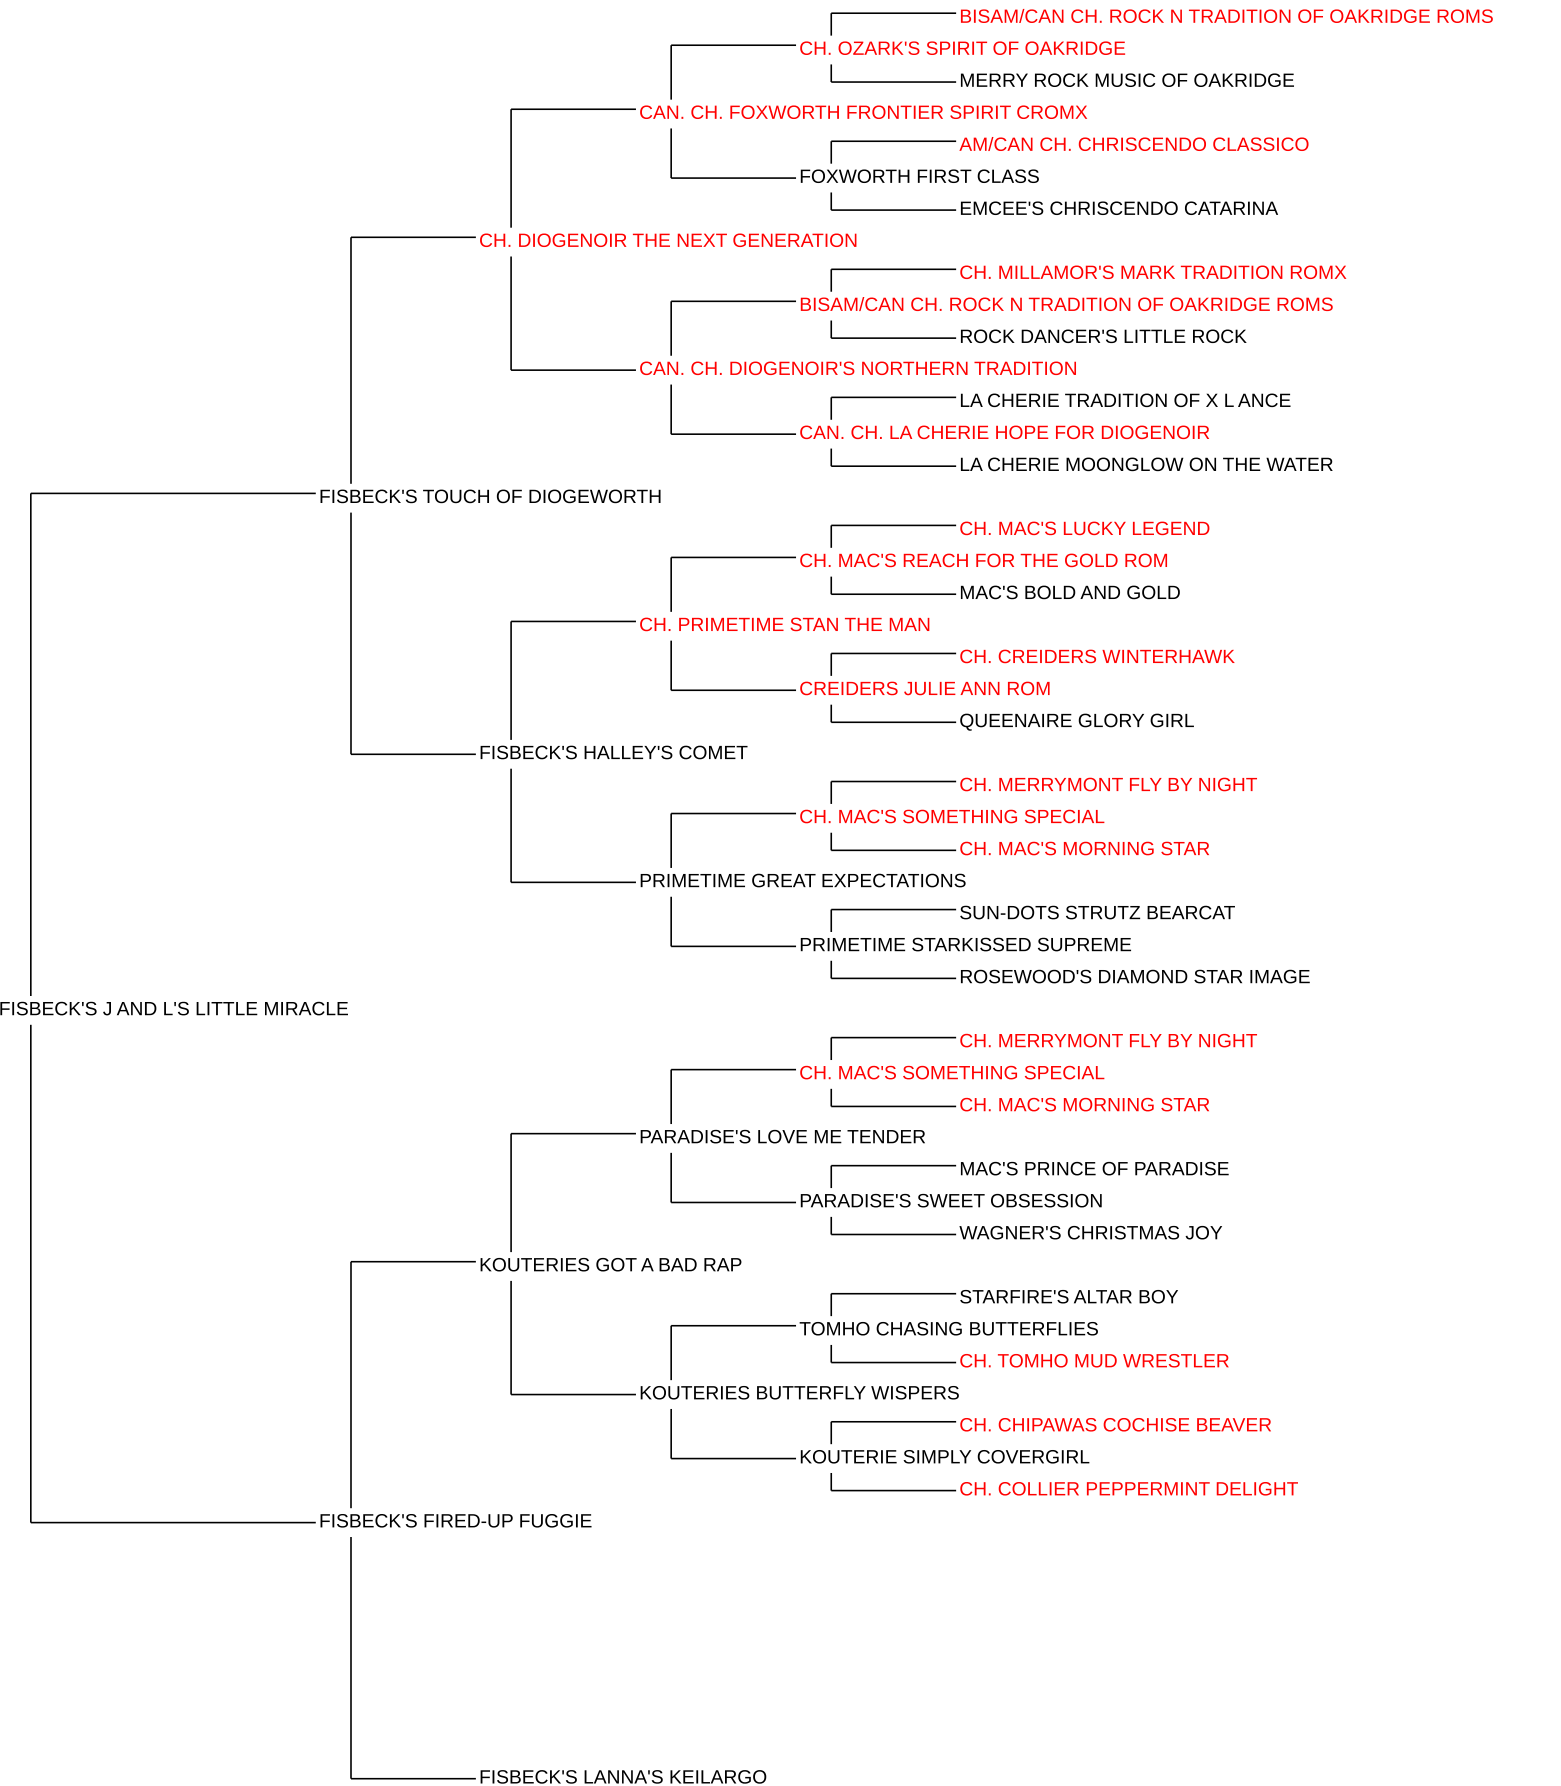 BISAM/CAN CH. ROCK N TRADITION OF OAKRIDGE ROMS
CH. OZARK'S SPIRIT OF OAKRIDGE
MERRY ROCK MUSIC OF OAKRIDGE
CAN. CH. FOXWORTH FRONTIER SPIRIT CROMX
AM/CAN CH. CHRISCENDO CLASSICO
FOXWORTH FIRST CLASS
EMCEE'S CHRISCENDO CATARINA
CH. DIOGENOIR THE NEXT GENERATION
CH. MILLAMOR'S MARK TRADITION ROMX
BISAM/CAN CH. ROCK N TRADITION OF OAKRIDGE ROMS
ROCK DANCER'S LITTLE ROCK
CAN. CH. DIOGENOIR'S NORTHERN TRADITION
LA CHERIE TRADITION OF X L ANCE
CAN. CH. LA CHERIE HOPE FOR DIOGENOIR
LA CHERIE MOONGLOW ON THE WATER
FISBECK'S TOUCH OF DIOGEWORTH
CH. MAC'S LUCKY LEGEND
CH. MAC'S REACH FOR THE GOLD ROM
MAC'S BOLD AND GOLD
CH. PRIMETIME STAN THE MAN
CH. CREIDERS WINTERHAWK
CREIDERS JULIE ANN ROM
QUEENAIRE GLORY GIRL
FISBECK'S HALLEY'S COMET
CH. MERRYMONT FLY BY NIGHT
CH. MAC'S SOMETHING SPECIAL
CH. MAC'S MORNING STAR
PRIMETIME GREAT EXPECTATIONS
SUN-DOTS STRUTZ BEARCAT
PRIMETIME STARKISSED SUPREME
ROSEWOOD'S DIAMOND STAR IMAGE
FISBECK'S J AND L'S LITTLE MIRACLE
CH. MERRYMONT FLY BY NIGHT
CH. MAC'S SOMETHING SPECIAL
CH. MAC'S MORNING STAR
PARADISE'S LOVE ME TENDER
MAC'S PRINCE OF PARADISE
PARADISE'S SWEET OBSESSION
WAGNER'S CHRISTMAS JOY
KOUTERIES GOT A BAD RAP
STARFIRE'S ALTAR BOY
TOMHO CHASING BUTTERFLIES
CH. TOMHO MUD WRESTLER
KOUTERIES BUTTERFLY WISPERS
CH. CHIPAWAS COCHISE BEAVER
KOUTERIE SIMPLY COVERGIRL
CH. COLLIER PEPPERMINT DELIGHT
FISBECK'S FIRED-UP FUGGIE
FISBECK'S LANNA'S KEILARGO